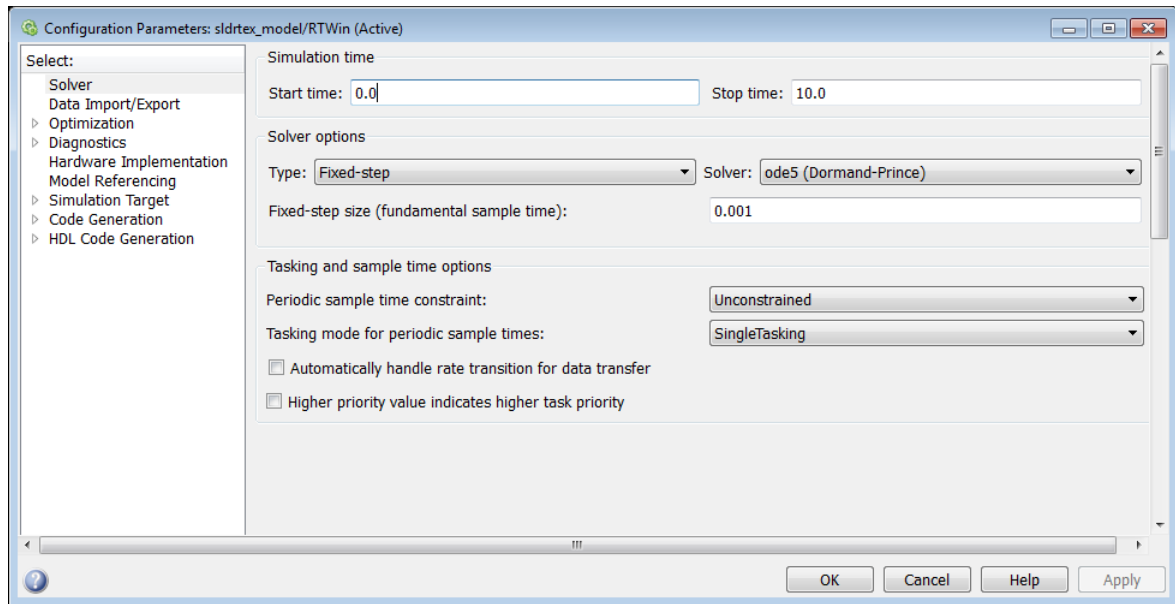 Configuration Parameters: sldrtex_model/RTWin (Active)
Select:
Solver
Data Import/Export
Optimization
Diagnostics
Hardware Implementation
Model Referencing
Simulation Target
Code Generation
HDL Code Generation
Simulation time
Start time: 0.0 Stop time: 10.0
Solver options
Type: Fixed-step Solver: ode5 (Dormand-Prince)
Fixed-step size (fundamental sample time): 0.001
Tasking and sample time options
Periodic sample time constraint: Unconstrained
Tasking mode for periodic sample times: SingleTasking
Automatically handle rate transition for data transfer
Higher priority value indicates higher task priority
OK Cancel Help Apply